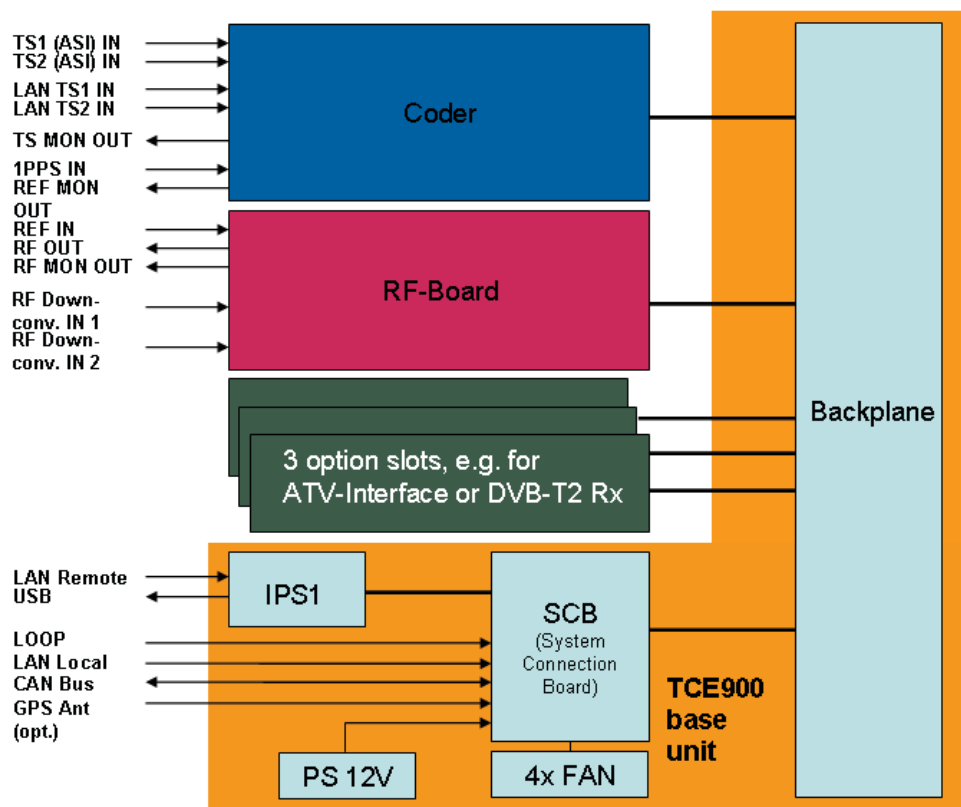 TS1 (ASI) IN
TS2 (ASI) IN
LAN TS1 IN
LAN TS2 IN
TS MON OUT
1PPS IN
REF MON
OUT
REF IN
RF OUT
RF MON OUT
RF Down-
conv. IN 1
RF Down-
conv. IN 2
Coder
RF-Board
3 option slots, e.g. for
ATV-Interface or DVB-T2 Rx
Backplane
LAN Remote
USB
LOOP
LAN Local
CAN Bus
GPS Ant
(opt.)
IPS1
SCB
(System
Connection
Board)
PS 12V
4x FAN
TCE900
base
unit